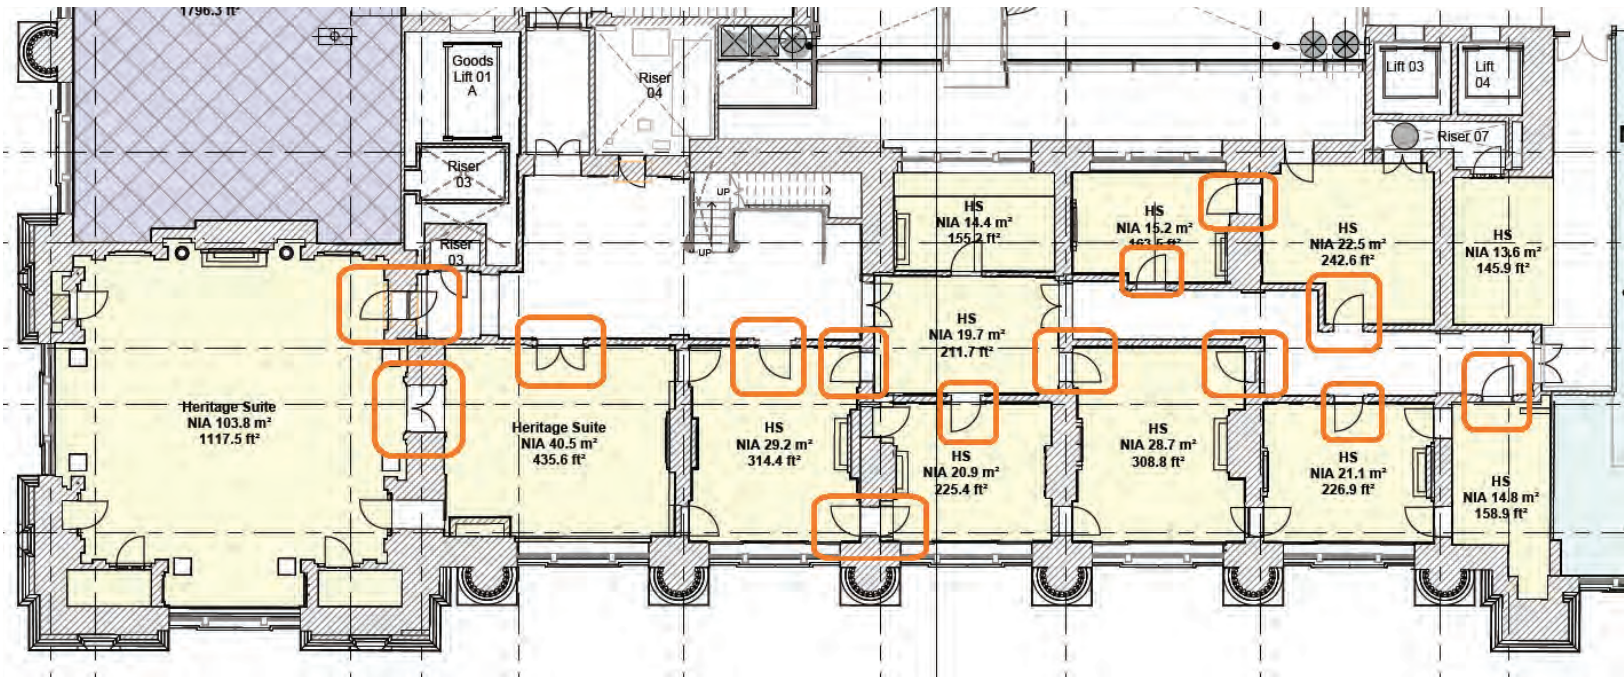 1796.3 ft²
Goods
Lift 01
A
Riser
04
Lift 03
Lift
04
Riser 07
Riser
03
UP
UP
Riser
03
HS
NIA 14.4 m²
155.2 ft²
HS
NIA 15.2 m²
163.5 ft²
HS
NIA 22.5 m²
242.6 ft²
HS
NIA 13.6 m²
145.9 ft²
HS
NIA 19.7 m²
211.7 ft²
Heritage Suite
NIA 103.8 m²
1117.5 ft²
Heritage Suite
NIA 40.5 m²
435.6 ft²
HS
NIA 29.2 m²
314.4 ft²
HS
NIA 20.9 m²
225.4 ft²
HS
NIA 28.7 m²
308.8 ft²
HS
NIA 21.1 m²
226.9 ft²
HS
NIA 14.8 m²
158.9 ft²